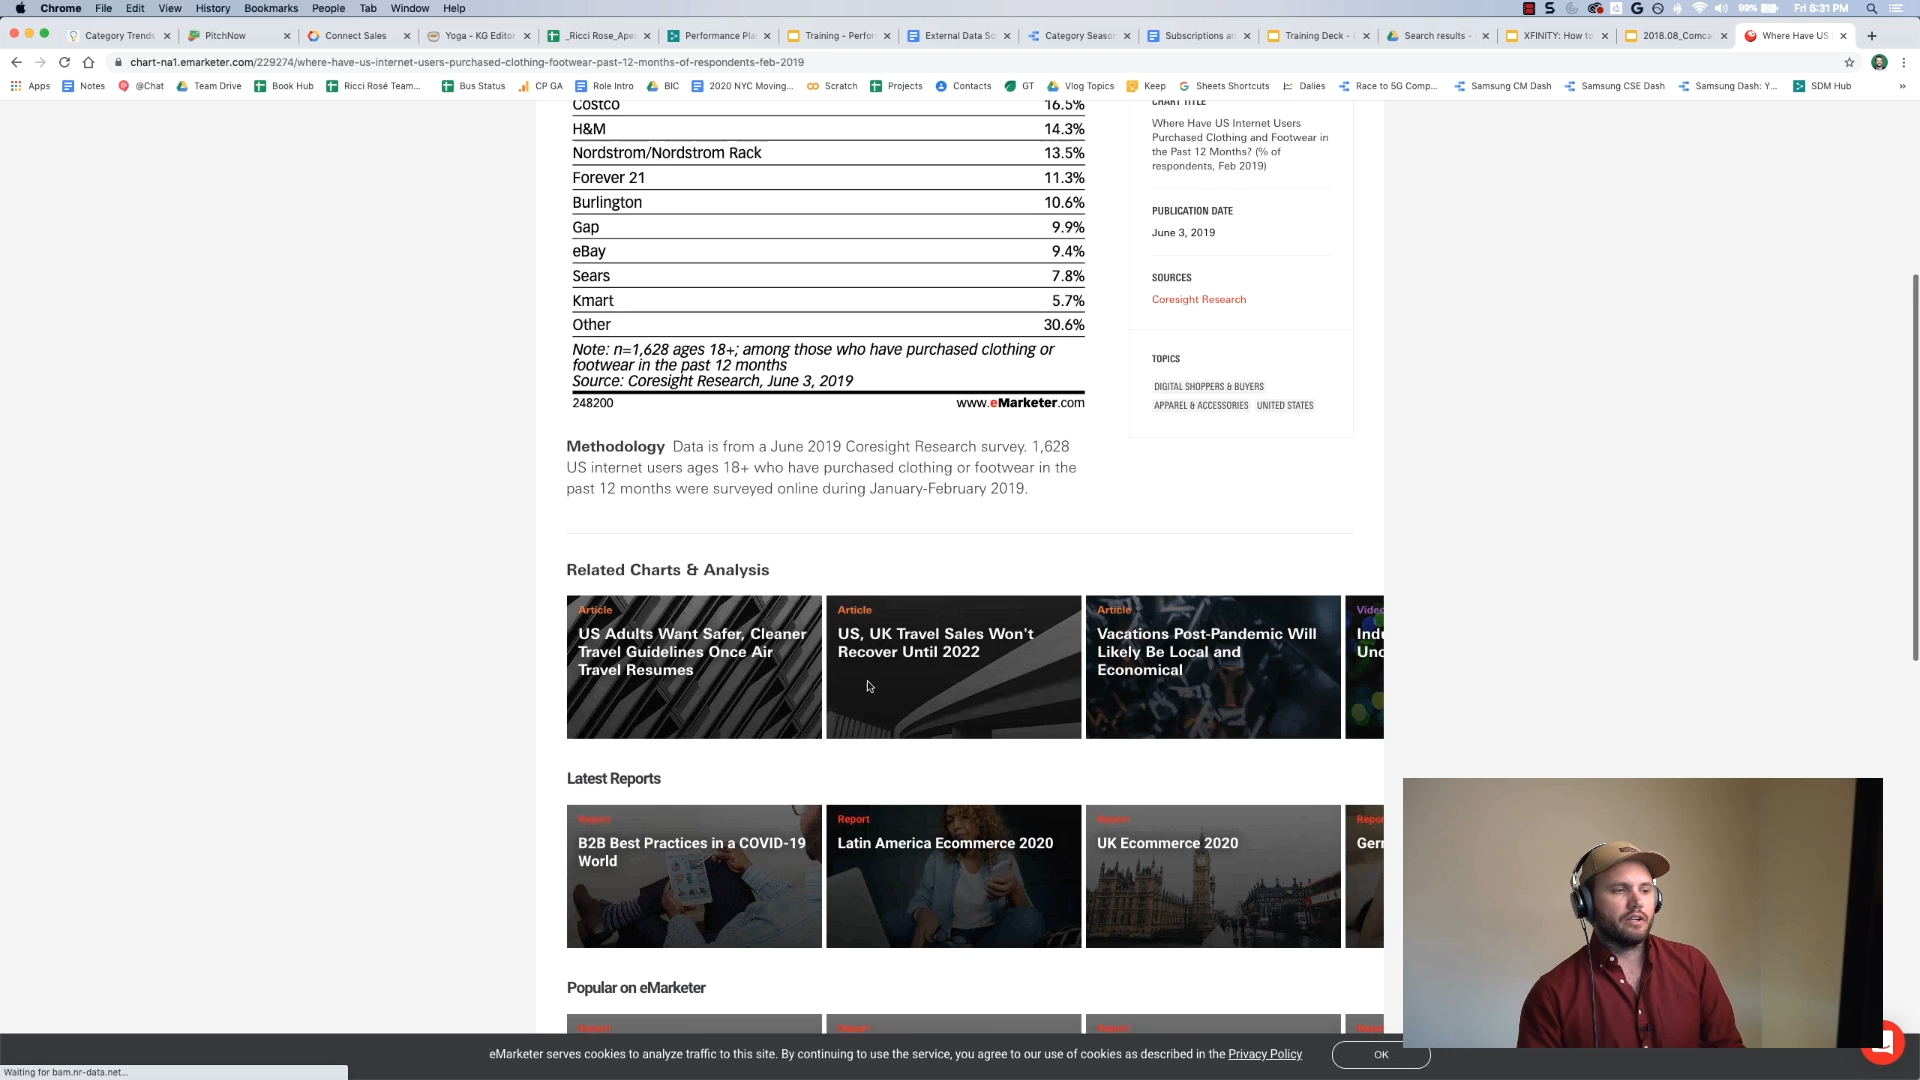 Chrome File Edit View History Bookmarks People Tab Window Help 99% Fri 6:31 PM
Category Trends PitchNow Connect Sales Yoga - KG Editor _Ricci Rose_Ape Performance Pla Training - Perfor External Data So Category Season Subscriptions an Training Deck - Search results - XFINITY: How to 2018.08_Comca Where Have US
chart-na1.emarketer.com/229274/where-have-us-internet-users-purchased-clothing-footwear-past-12-months-of-respondents-feb-2019
Apps Notes @Chat Team Drive Book Hub Ricci Rosé Team... Bus Status CP GA Role Intro BIC 2020 NYC Moving... Scratch Projects Contacts GT Vlog Topics Keep Sheets Shortcuts Dalies Race to 5G Comp... Samsung CM Dash Samsung CSE Dash Samsung Dash: Y... SDM Hub »
Costco 16.5%
H&M 14.3%
Nordstrom/Nordstrom Rack 13.5%
Forever 21 11.3%
Burlington 10.6%
Gap 9.9%
eBay 9.4%
Sears 7.8%
Kmart 5.7%
Other 30.6%
Note: n=1,628 ages 18+; among those who have purchased clothing or
footwear in the past 12 months
Source: Coresight Research, June 3, 2019
248200 www.eMarketer.com
CHART TITLE
Where Have US Internet Users
Purchased Clothing and Footwear in
the Past 12 Months? (% of
respondents, Feb 2019)
PUBLICATION DATE
June 3, 2019
SOURCES
Coresight Research
TOPICS
DIGITAL SHOPPERS & BUYERS
APPAREL & ACCESSORIES UNITED STATES
Methodology Data is from a June 2019 Coresight Research survey. 1,628
US internet users ages 18+ who have purchased clothing or footwear in the
past 12 months were surveyed online during January-February 2019.
Related Charts & Analysis
Article
US Adults Want Safer, Cleaner
Travel Guidelines Once Air
Travel Resumes
Article
US, UK Travel Sales Won't
Recover Until 2022
Article
Vacations Post-Pandemic Will
Likely Be Local and
Economical
Video
Latest Reports
Report
B2B Best Practices in a COVID-19
World
Report
Latin America Ecommerce 2020
Report
UK Ecommerce 2020
Repor
Popular on eMarketer
Report
Report
Report
eMarketer serves cookies to analyze traffic to this site. By continuing to use the service, you agree to our use of cookies as described in the Privacy Policy OK
Waiting for bam.nr-data.net...